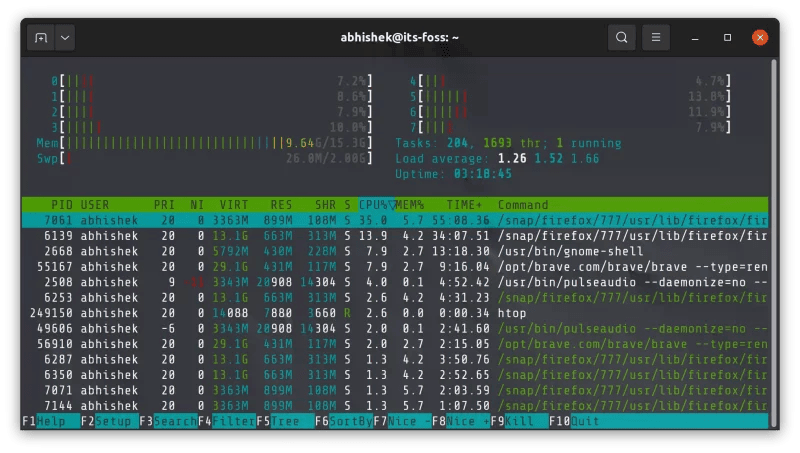 abhishek@its-foss: ~
0[|||| 7.2%] 4[||| 4.7%]
1[|||| 8.6%] 5[|||||| 13.8%]
2[|||| 7.9%] 6[|||||| 11.9%]
3[||||| 10.0%] 7[|||| 7.9%]
Mem[||||||||||||||||||||||||||||||9.64G/15.3G] Tasks: 204, 1693 thr; 1 running
Swp[| 26.0M/2.00G] Load average: 1.26 1.52 1.66
Uptime: 03:18:45
PID USER PRI NI VIRT RES SHR S CPU%▽MEM% TIME+ Command
7061 abhishek 20 0 3363M 899M 108M S 35.0 5.7 55:08.36 /snap/firefox/777/usr/lib/firefox/fir
6139 abhishek 20 0 13.1G 663M 313M S 13.9 4.2 34:07.51 /snap/firefox/777/usr/lib/firefox/fir
2668 abhishek 20 0 5792M 430M 228M S 7.9 2.7 13:18.30 /usr/bin/gnome-shell
55167 abhishek 20 0 29.1G 431M 117M S 7.9 2.7 9:16.04 /opt/brave.com/brave/brave --type=ren
2508 abhishek 9 3343M 20908 14304 S 4.0 0.1 4:52.42 /usr/bin/pulseaudio --daemonize=no --
6253 abhishek 20 0 13.1G 663M 313M S 2.6 4.2 4:31.23 /snap/firefox/777/usr/lib/firefox/fir
249150 abhishek 20 0 14088 7880 3660 R 2.6 0.0 0:00.34 htop
49606 abhishek -6 0 3343M 20908 14304 S 2.0 0.1 2:41.60 /usr/bin/pulseaudio --daemonize=no --
56910 abhishek 20 0 29.1G 431M 117M S 2.0 2.7 2:15.05 /opt/brave.com/brave/brave --type=ren
6287 abhishek 20 0 13.1G 663M 313M S 1.3 4.2 3:50.76 /snap/firefox/777/usr/lib/firefox/fir
6350 abhishek 20 0 13.1G 663M 313M S 1.3 4.2 2:52.65 /snap/firefox/777/usr/lib/firefox/fir
7071 abhishek 20 0 3363M 899M 108M S 1.3 5.7 2:03.59 /snap/firefox/777/usr/lib/firefox/fir
7144 abhishek 20 0 3363M 899M 108M S 1.3 5.7 1:07.50 /snap/firefox/777/usr/lib/firefox/fir
F1Help F2Setup F3SearchF4FilterF5Tree F6SortByF7Nice -F8Nice +F9Kill F10Quit